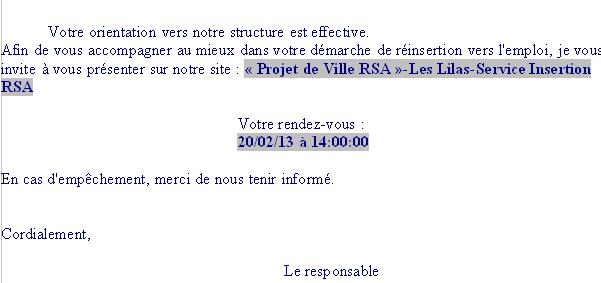 Votre orientation vers notre structure est effective.
Afin de vous accompagner au mieux dans votre démarche de réinsertion vers l'emploi, je vous
invite à vous présenter sur notre site : « Projet de Ville RSA »-Les Lilas-Service Insertion
RSA
Votre rendez-vous :
20/02/13 à 14:00:00
En cas d'empêchement, merci de nous tenir informé.
Cordialement,
Le responsable